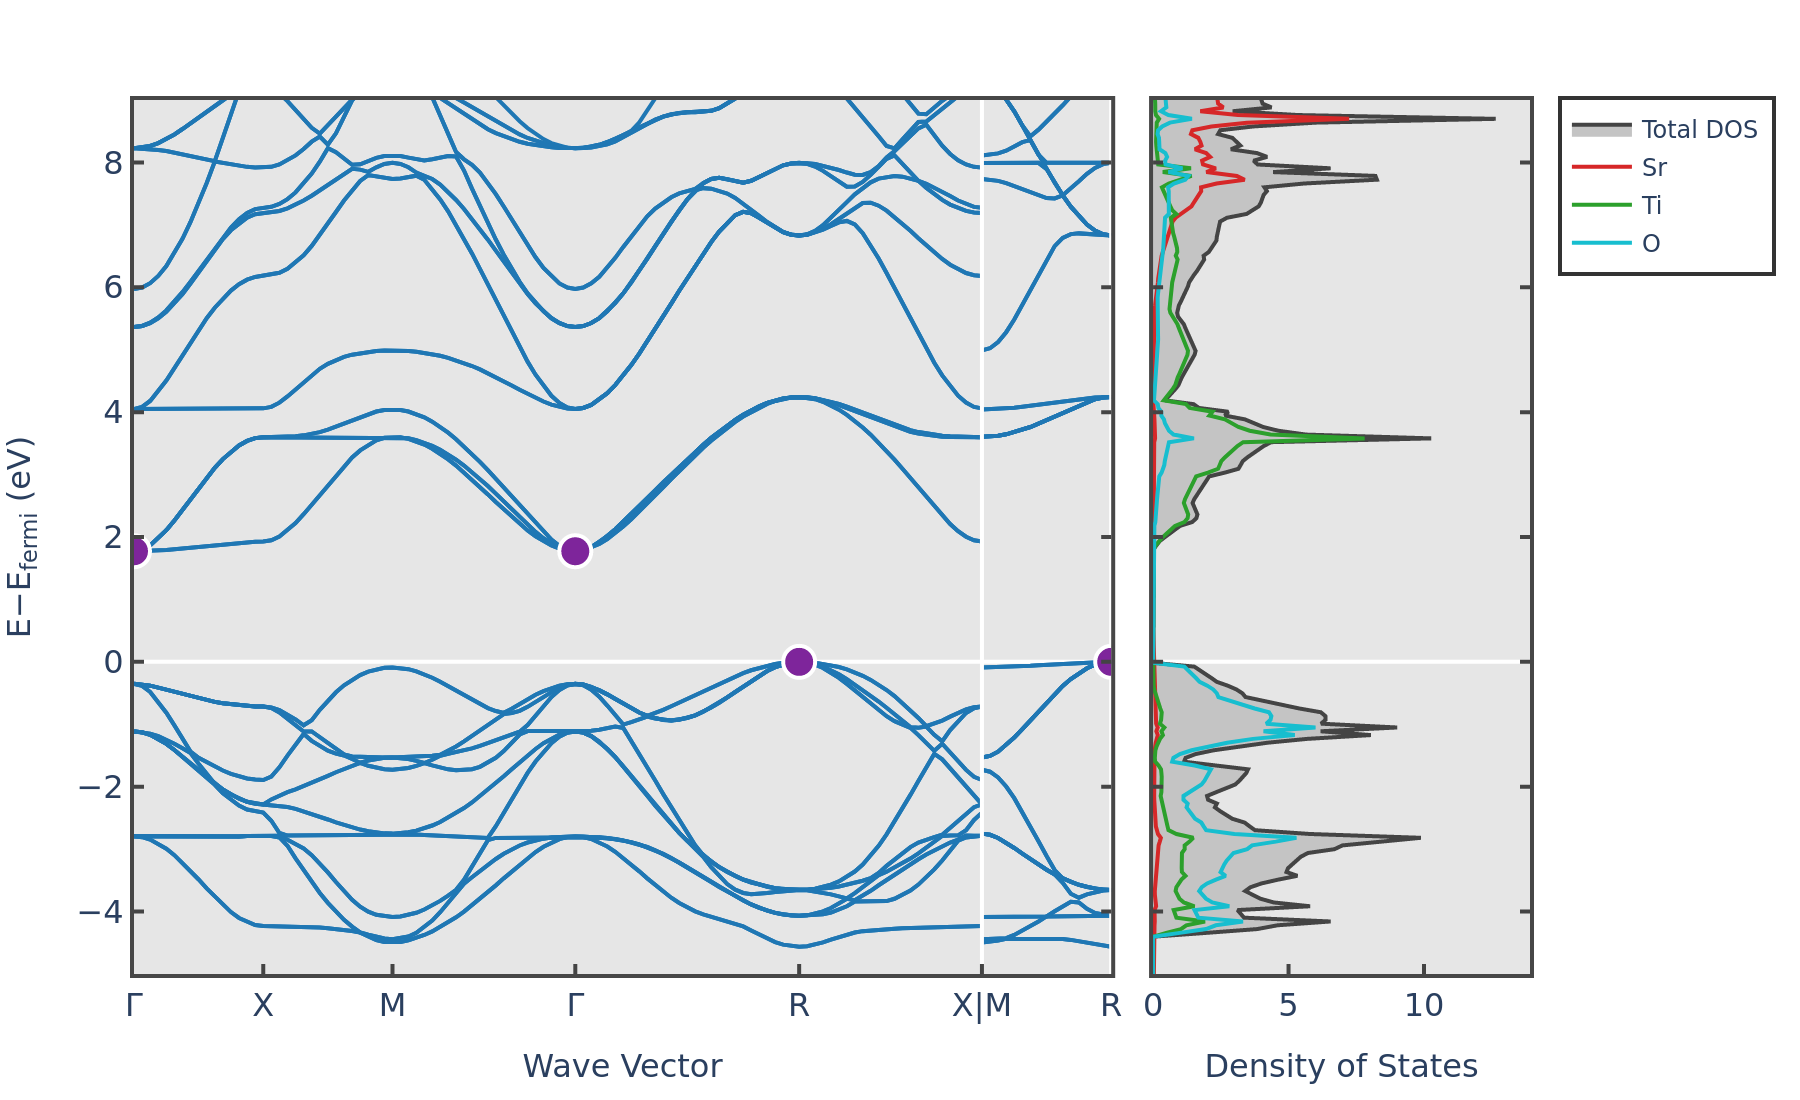 E−Efermi (eV)
8
6
4
2
0
−2
−4
Γ X M Γ R X|M R
Wave Vector
0 5 10
Density of States
Total DOS
Sr
Ti
O